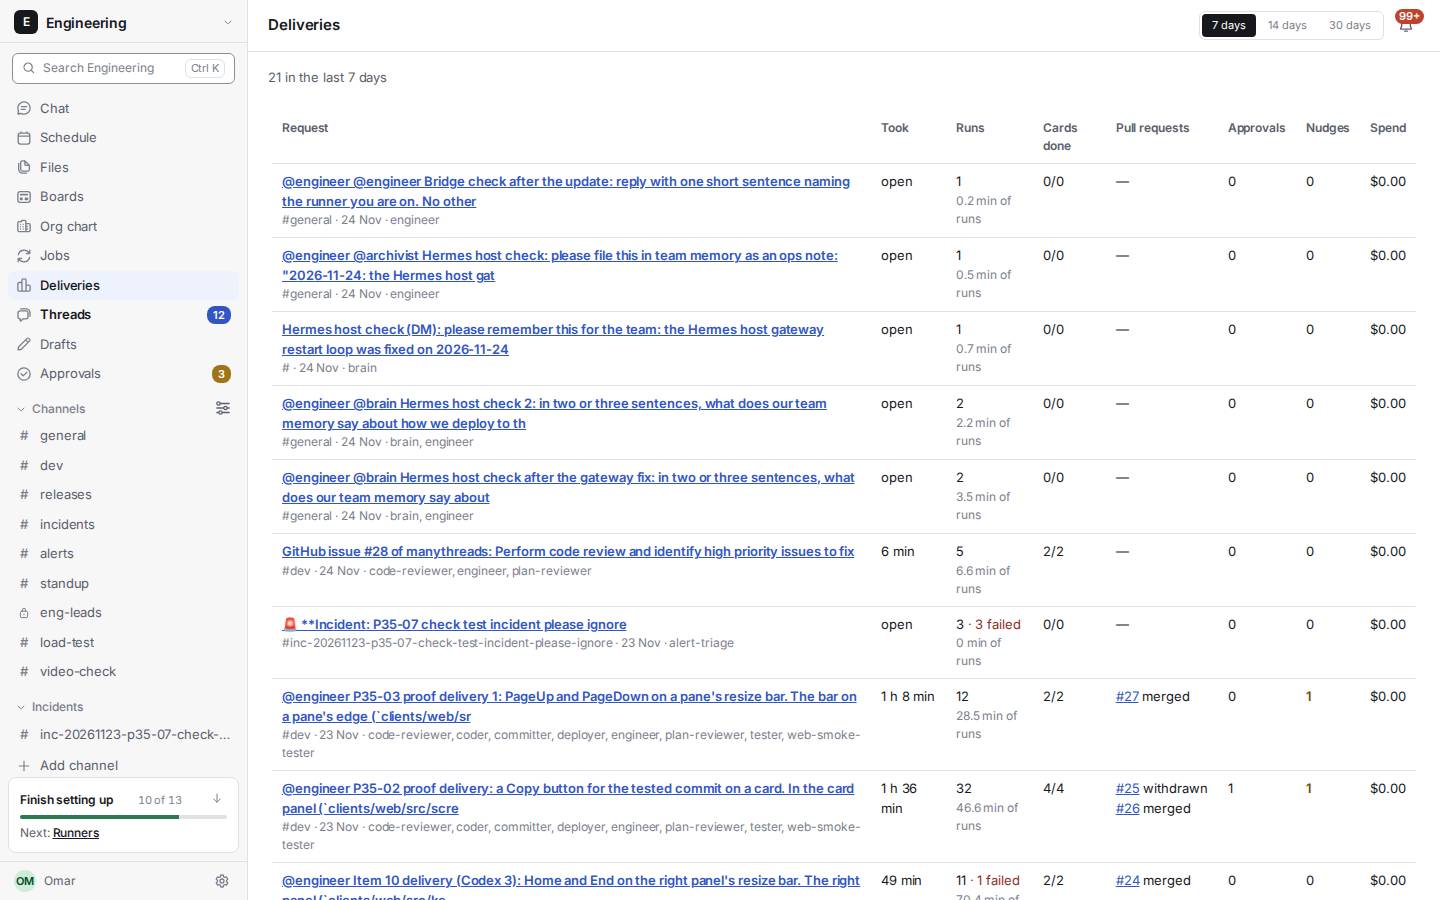 E Engineering
Search Engineering Ctrl K
Chat
Schedule
Files
Boards
Org chart
Jobs
Deliveries
Threads 12
Drafts
Approvals 3
Channels
# general
# dev
# releases
# incidents
# alerts
# standup
eng-leads
# load-test
# video-check
Incidents
# inc-20261123-p35-07-check-...
Add channel
Finish setting up 10 of 13
Next: Runners
OM Omar
Deliveries
7 days 14 days 30 days 99+
21 in the last 7 days
Request Took Runs Cards done Pull requests Approvals Nudges Spend
@engineer @engineer Bridge check after the update: reply with one short sentence naming
the runner you are on. No other
#general · 24 Nov · engineer
open
1
0.2 min of
runs
0/0 — 0 0 $0.00
@engineer @archivist Hermes host check: please file this in team memory as an ops note:
"2026-11-24: the Hermes host gat
#general · 24 Nov · engineer
open
1
0.5 min of
runs
0/0 — 0 0 $0.00
Hermes host check (DM): please remember this for the team: the Hermes host gateway
restart loop was fixed on 2026-11-24
# · 24 Nov · brain
open
1
0.7 min of
runs
0/0 — 0 0 $0.00
@engineer @brain Hermes host check 2: in two or three sentences, what does our team
memory say about how we deploy to th
#general · 24 Nov · brain, engineer
open
2
2.2 min of
runs
0/0 — 0 0 $0.00
@engineer @brain Hermes host check after the gateway fix: in two or three sentences, what
does our team memory say about
#general · 24 Nov · brain, engineer
open
2
3.5 min of
runs
0/0 — 0 0 $0.00
GitHub issue #28 of manythreads: Perform code review and identify high priority issues to fix
#dev · 24 Nov · code-reviewer, engineer, plan-reviewer
6 min
5
6.6 min of
runs
2/2 — 0 0 $0.00
🚨 **Incident: P35-07 check test incident please ignore
#inc-20261123-p35-07-check-test-incident-please-ignore · 23 Nov · alert-triage
open
3 · 3 failed
0 min of
runs
0/0 — 0 0 $0.00
@engineer P35-03 proof delivery 1: PageUp and PageDown on a pane's resize bar. The bar on
a pane's edge (`clients/web/sr
#dev · 23 Nov · code-reviewer, coder, committer, deployer, engineer, plan-reviewer, tester, web-smoke-
tester
1 h 8 min
12
28.5 min of
runs
2/2 #27 merged 0 1 $0.00
@engineer P35-02 proof delivery: a Copy button for the tested commit on a card. In the card
panel (`clients/web/src/scre
#dev · 23 Nov · code-reviewer, coder, committer, deployer, engineer, plan-reviewer, tester, web-smoke-
tester
1 h 36
min
32
46.6 min of
runs
4/4
#25 withdrawn
#26 merged
1 1 $0.00
@engineer Item 10 delivery (Codex 3): Home and End on the right panel's resize bar. The right
panel (`clients/web/src/ke
49 min
11 · 1 failed
70.4 min of
2/2 #24 merged 0 0 $0.00